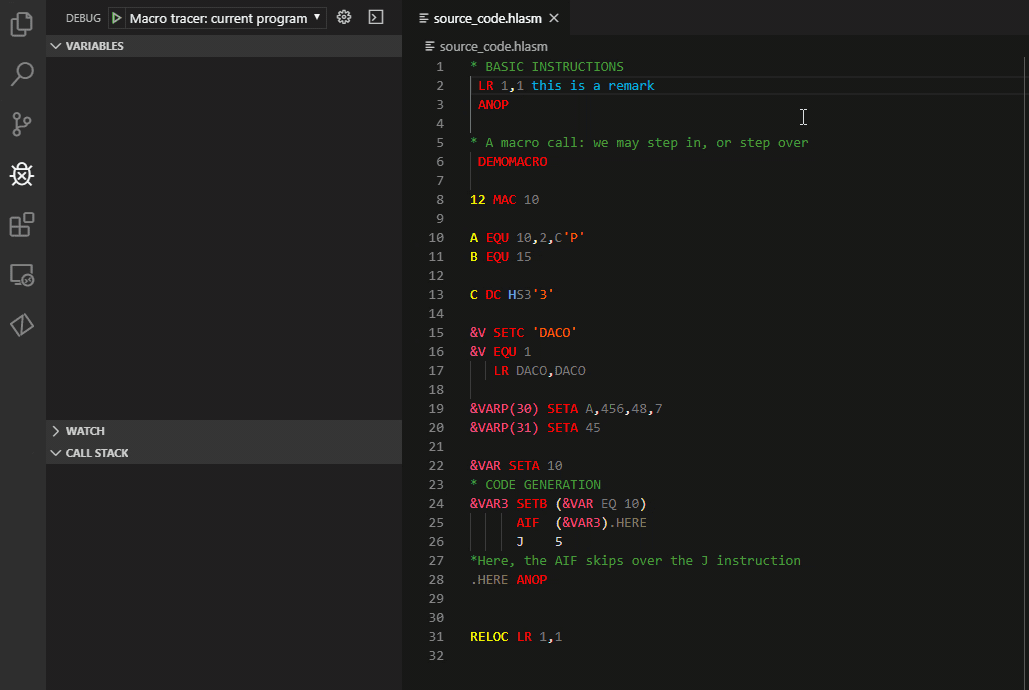 DEBUG Macro tracer: current program
VARIABLES
WATCH
CALL STACK
source_code.hlasm
source_code.hlasm
1 * BASIC INSTRUCTIONS
2  LR 1,1 this is a remark
3  ANOP
4
5 * A macro call: we may step in, or step over
6  DEMOMACRO
7
8 12 MAC 10
9
10 A EQU 10,2,C'P'
11 B EQU 15
12
13 C DC HS3'3'
14
15 &V SETC 'DACO'
16 &V EQU 1
17    LR DACO,DACO
18
19 &VARP(30) SETA A,456,48,7
20 &VARP(31) SETA 45
21
22 &VAR SETA 10
23 * CODE GENERATION
24 &VAR3 SETB (&VAR EQ 10)
25       AIF  (&VAR3).HERE
26       J    5
27 *Here, the AIF skips over the J instruction
28 .HERE ANOP
29
30
31 RELOC LR 1,1
32